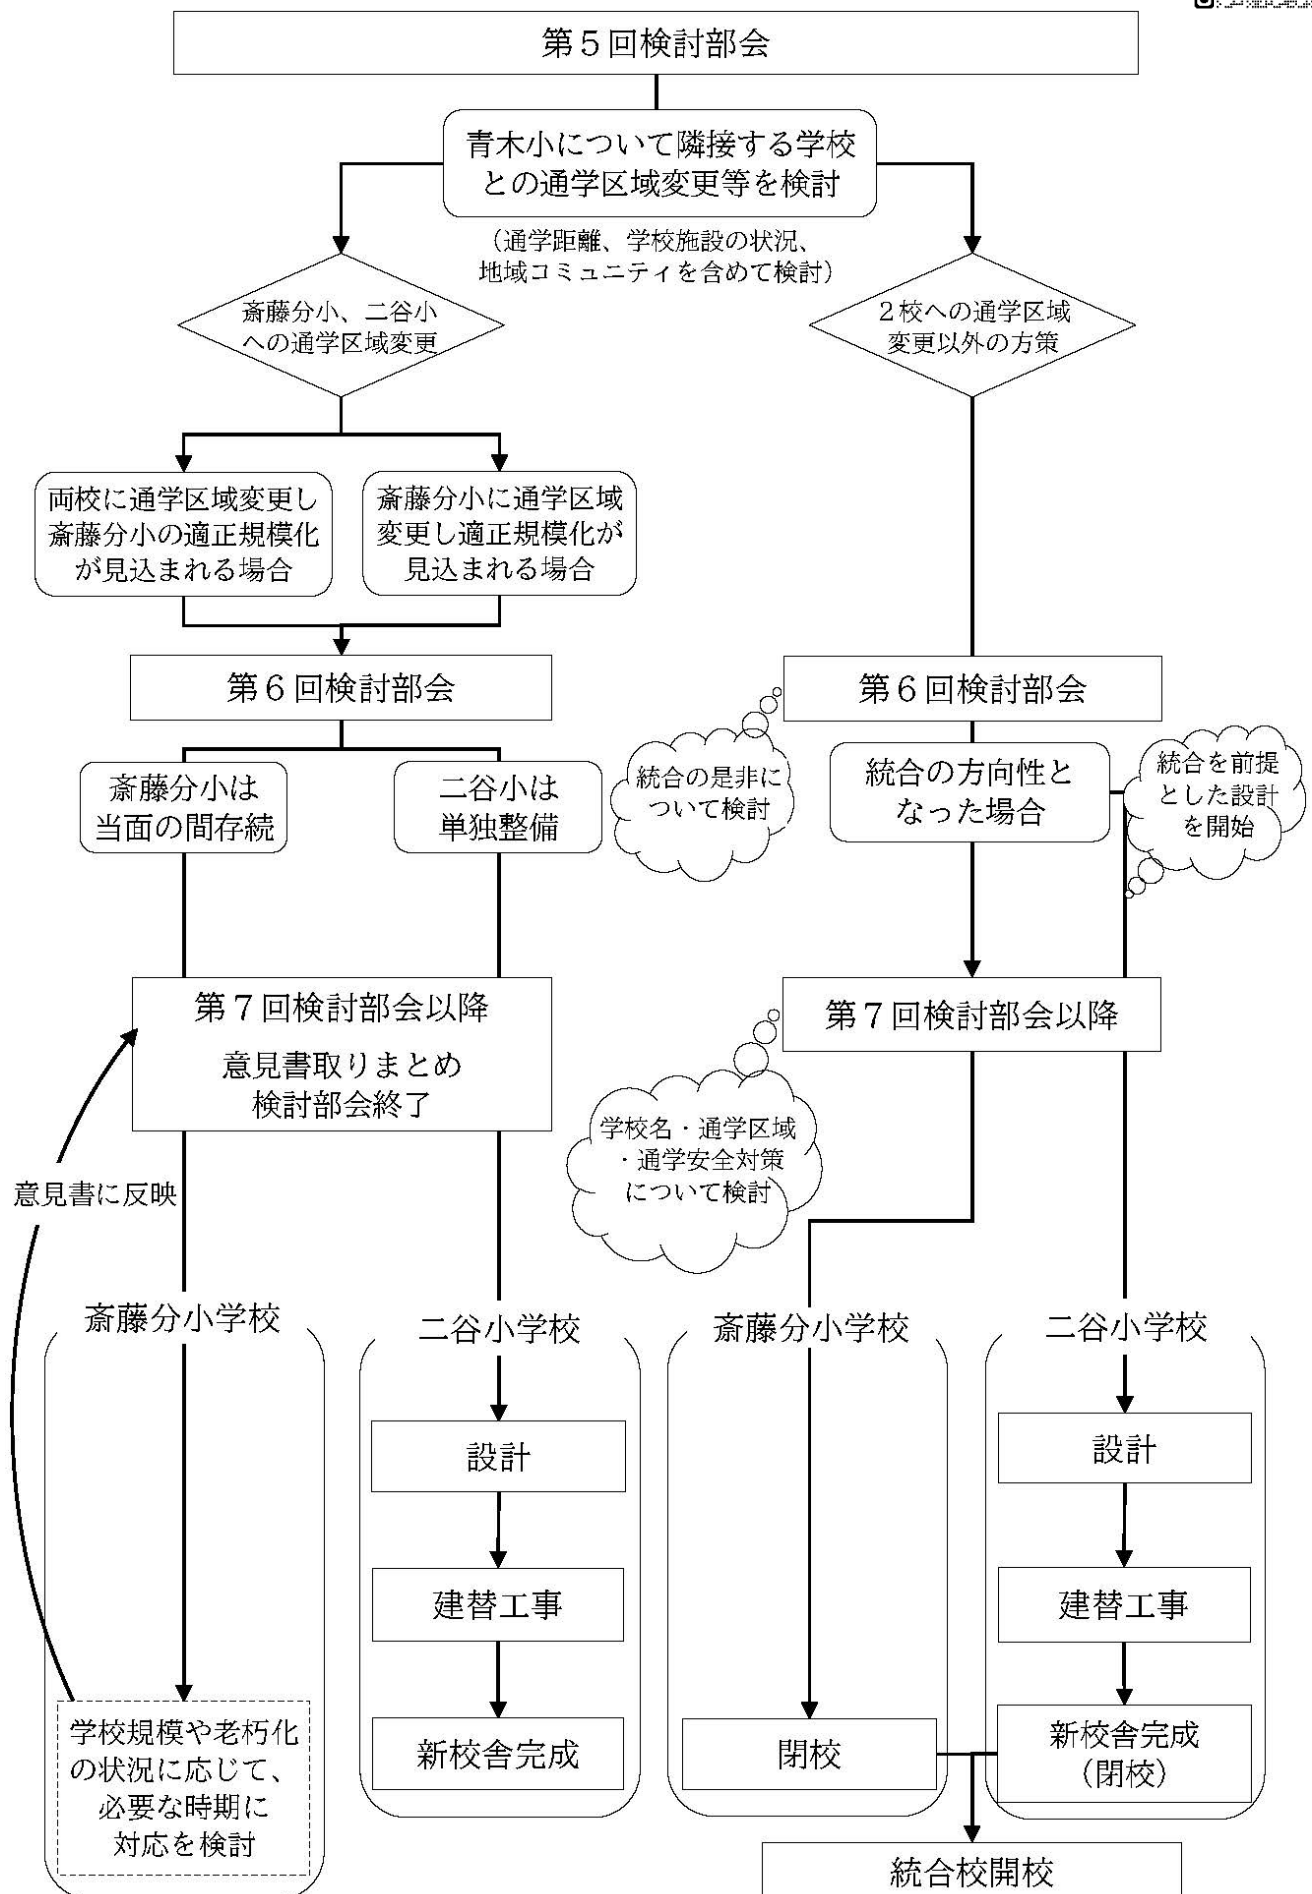 第５回検討部会
青木小について隣接する学校
との通学区域変更等を検討
（通学距離、学校施設の状況、
地域コミュニティを含めて検討）
斎藤分小、二谷小
への通学区域変更
２校への通学区域
変更以外の方策
両校に通学区域変更し
斎藤分小の適正規模化
が見込まれる場合
斎藤分小に通学区域
変更し適正規模化が
見込まれる場合
第６回検討部会
斎藤分小は
当面の間存続
二谷小は
単独整備
第６回検討部会
統合の是非に
ついて検討
統合の方向性と
なった場合
統合を前提
とした設計
を開始
第７回検討部会以降
意見書取りまとめ
検討部会終了
第７回検討部会以降
学校名・通学区域
・通学安全対策
について検討
意見書に反映
斎藤分小学校
二谷小学校
斎藤分小学校
二谷小学校
設計
建替工事
新校舎完成
学校規模や老朽化
の状況に応じて、
必要な時期に
対応を検討
閉校
設計
建替工事
新校舎完成
（閉校）
統合校開校